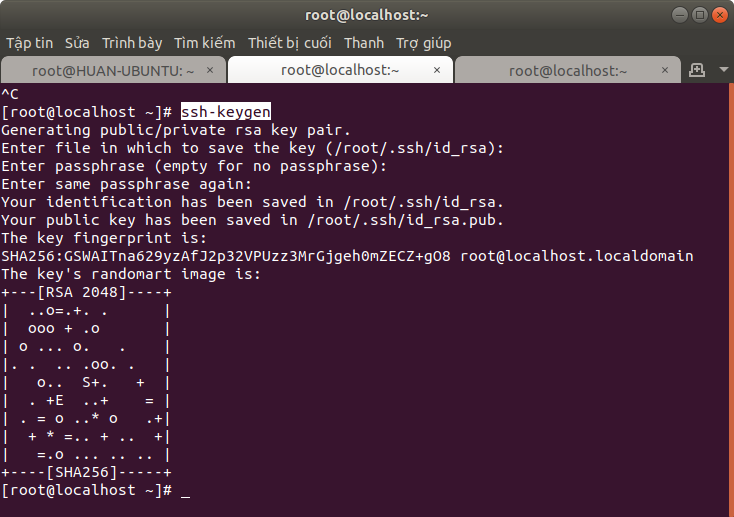 root@localhost:~
Tập tin Sửa Trình bày Tìm kiếm Thiết bị cuối Thanh Trợ giúp
root@HUAN-UBUNTU: ~ × root@localhost:~ × root@localhost:~ ×
^C
[root@localhost ~]# ssh-keygen
Generating public/private rsa key pair.
Enter file in which to save the key (/root/.ssh/id_rsa):
Enter passphrase (empty for no passphrase):
Enter same passphrase again:
Your identification has been saved in /root/.ssh/id_rsa.
Your public key has been saved in /root/.ssh/id_rsa.pub.
The key fingerprint is:
SHA256:GSWAITna629yzAfJ2p32VPUzz3MrGjgeh0mZECZ+gO8 root@localhost.localdomain
The key's randomart image is:
+---[RSA 2048]----+
|  ..o=.+. .      |
|  ooo + .o       |
| o ... o.   .    |
|. .  .. .oo. .   |
|   o..  S+.   +  |
|  . +E  ..+    = |
| . = o ..* o   .+|
|  + * =.. + ..  +|
|   =.o ... .. .. |
+----[SHA256]-----+
[root@localhost ~]# _